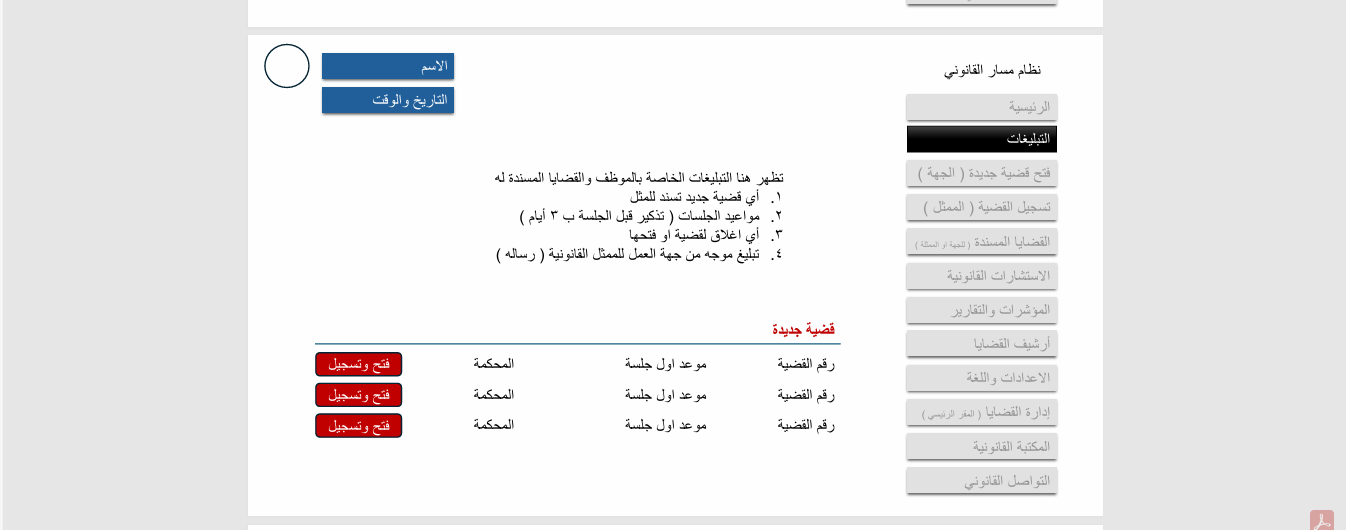 نظام مسار القانوني
الاسم
التاريخ والوقت
الرئيسية
التبليغات
فتح قضية جديدة ( الجهة )
تسجيل القضية ( الممثل )
القضايا المسندة ( للجهة او الممثلة )
الاستشارات القانونية
المؤشرات والتقارير
أرشيف القضايا
الاعدادات واللغة
إدارة القضايا ( المقر الرئيسي )
المكتبة القانونية
التواصل القانوني
تظهر هنا التبليغات الخاصة بالموظف والقضايا المسندة له
١. أي قضية جديد تسند للمثل
٢. مواعيد الجلسات ( تذكير قبل الجلسة ب ٣ أيام )
٣. أي اغلاق لقضية او فتحها
٤. تبليغ موجه من جهة العمل للممثل القانونية ( رساله )
قضية جديدة
رقم القضية موعد اول جلسة المحكمة فتح وتسجيل
رقم القضية موعد اول جلسة المحكمة فتح وتسجيل
رقم القضية موعد اول جلسة المحكمة فتح وتسجيل